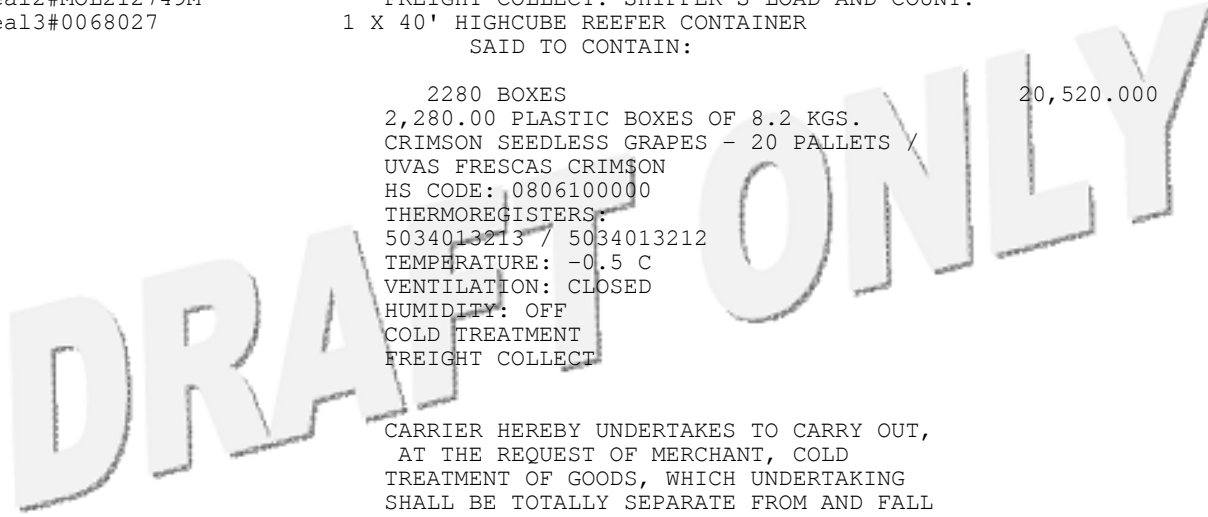 FREIGHT COLLECT. SHIPPER'S LOAD AND COUNT.
eal3#0068027 1 X 40' HIGHCUBE REEFER CONTAINER
SAID TO CONTAIN:
2280 BOXES 20,520.000
2,280.00 PLASTIC BOXES OF 8.2 KGS.
CRIMSON SEEDLESS GRAPES - 20 PALLETS /
UVAS FRESCAS CRIMSON
HS CODE: 0806100000
THERMOREGISTERS:
5034013213 / 5034013212
TEMPERATURE: -0.5 C
VENTILATION: CLOSED
HUMIDITY: OFF
COLD TREATMENT
FREIGHT COLLECT
CARRIER HEREBY UNDERTAKES TO CARRY OUT,
AT THE REQUEST OF MERCHANT, COLD
TREATMENT OF GOODS, WHICH UNDERTAKING
SHALL BE TOTALLY SEPARATE FROM AND FALL
DRAFT ONLY